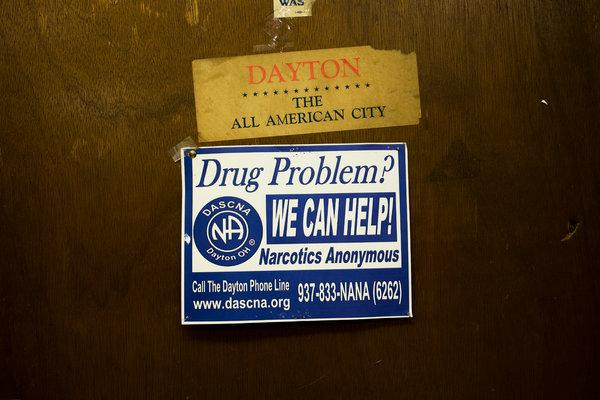 WAS
DAYTON
THE
ALL AMERICAN CITY
Drug Problem?
DASCNA
NA
®
Dayton OH
WE CAN HELP!
Narcotics Anonymous
Call The Dayton Phone Line
www.dascna.org
937-833-NANA (6262)